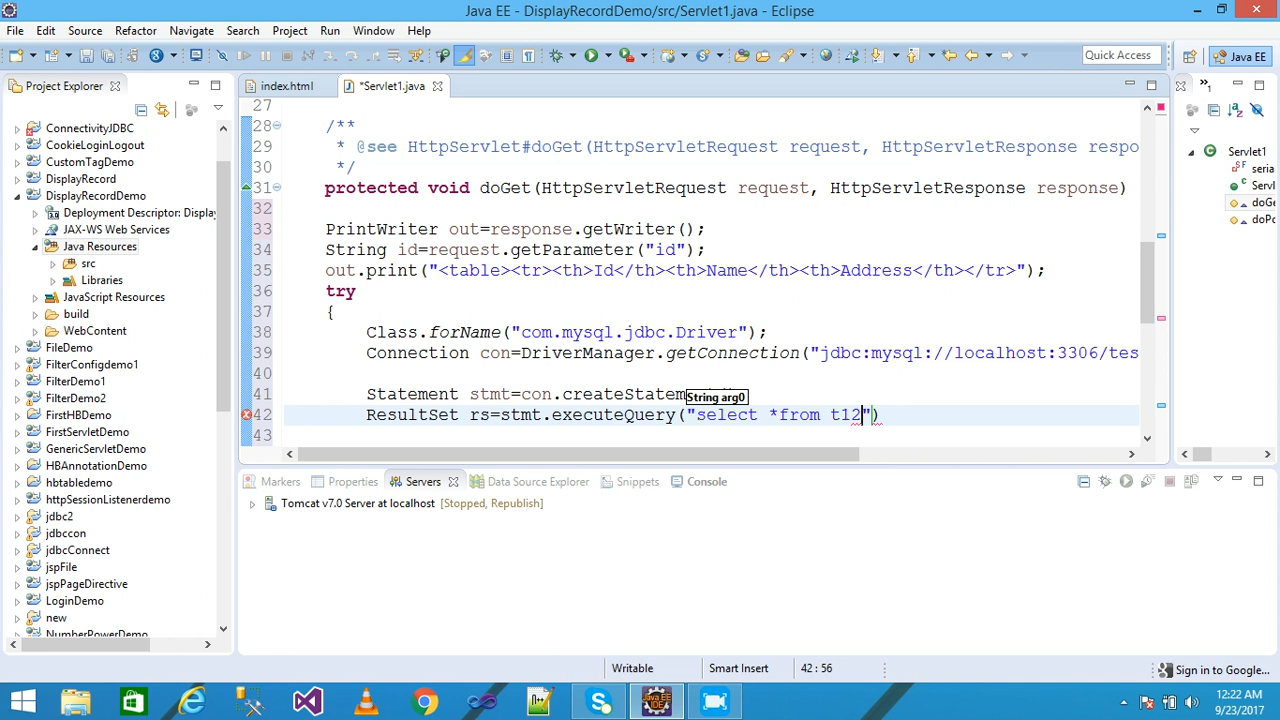 Java EE - DisplayRecordDemo/src/Servlet1.java - Eclipse
File Edit Source Refactor Navigate Search Project Run Window Help
Quick Access
Java EE
Project Explorer
index.html
*Servlet1.java
1
ConnectivityJDBC
CookieLoginLogout
CustomTagDemo
DisplayRecord
DisplayRecordDemo
Deployment Descriptor: Display
JAX-WS Web Services
Java Resources
src
Libraries
JavaScript Resources
build
WebContent
FileDemo
FilterConfigdemo1
FilterDemo1
FilterDemo2
FirstHBDemo
FirstServletDemo
GenericServletDemo
HBAnnotationDemo
hbtabledemo
httpSessionListenerdemo
jdbc2
jdbccon
jdbcConnect
jspFile
jspPageDirective
LoginDemo
new
NumberPowerDemo
27
28 /**
29 * @see HttpServlet#doGet(HttpServletRequest request, HttpServletResponse respo
30 */
31 protected void doGet(HttpServletRequest request, HttpServletResponse response)
32
33 PrintWriter out=response.getWriter();
34 String id=request.getParameter("id");
35 out.print("<table><tr><th>Id</th><th>Name</th><th>Address</th></tr>");
36 try
37 {
38 Class.forName("com.mysql.jdbc.Driver");
39 Connection con=DriverManager.getConnection("jdbc:mysql://localhost:3306/tes
40
41 Statement stmt=con.createStatem
String arg0
42 ResultSet rs=stmt.executeQuery("select *from t12")
43
Servlet1
seria
Servl
doGe
doPo
Markers Properties Servers Data Source Explorer Snippets Console
Tomcat v7.0 Server at localhost [Stopped, Republish]
Writable Smart Insert 42 : 56
Sign in to Google...
12:22 AM
9/23/2017